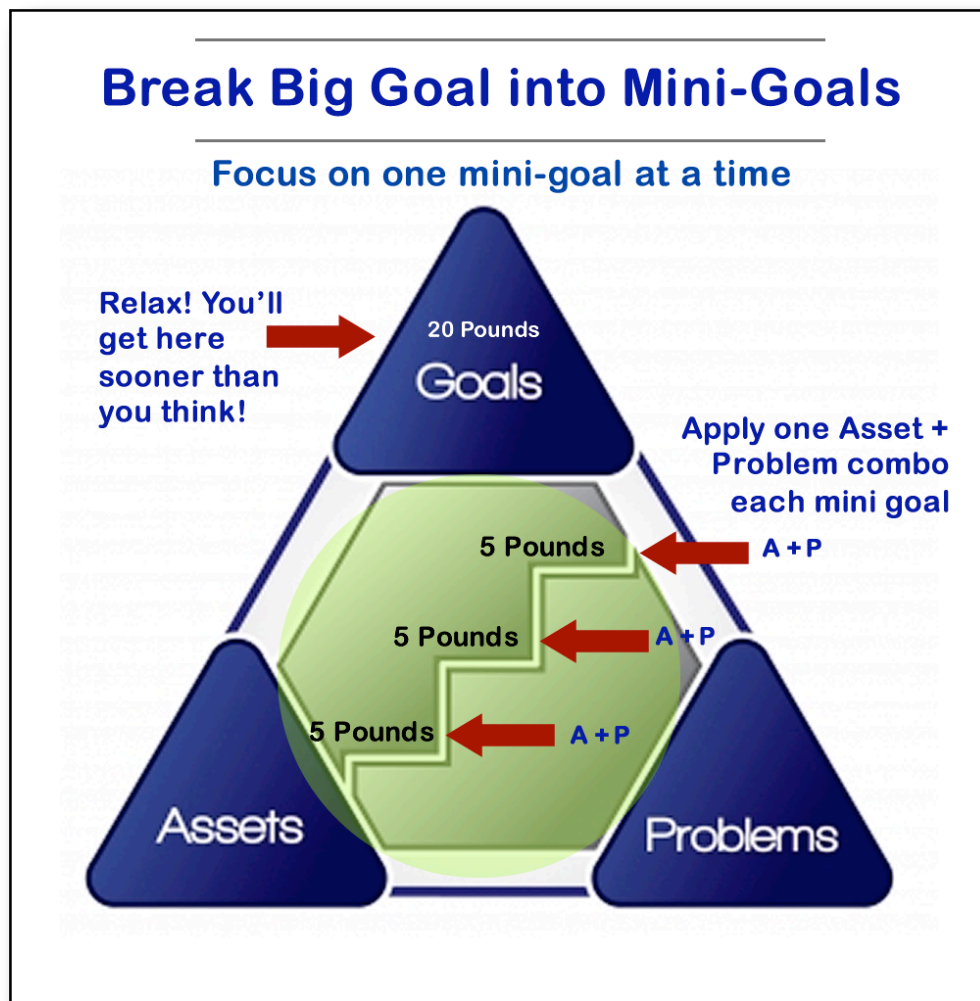 Break Big Goal into Mini-Goals
Focus on one mini-goal at a time
Relax! You'll
get here
sooner than
you think!
20 Pounds
Goals
Apply one Asset +
Problem combo
each mini goal
5 Pounds
A + P
5 Pounds
A + P
5 Pounds
A + P
Assets
Problems